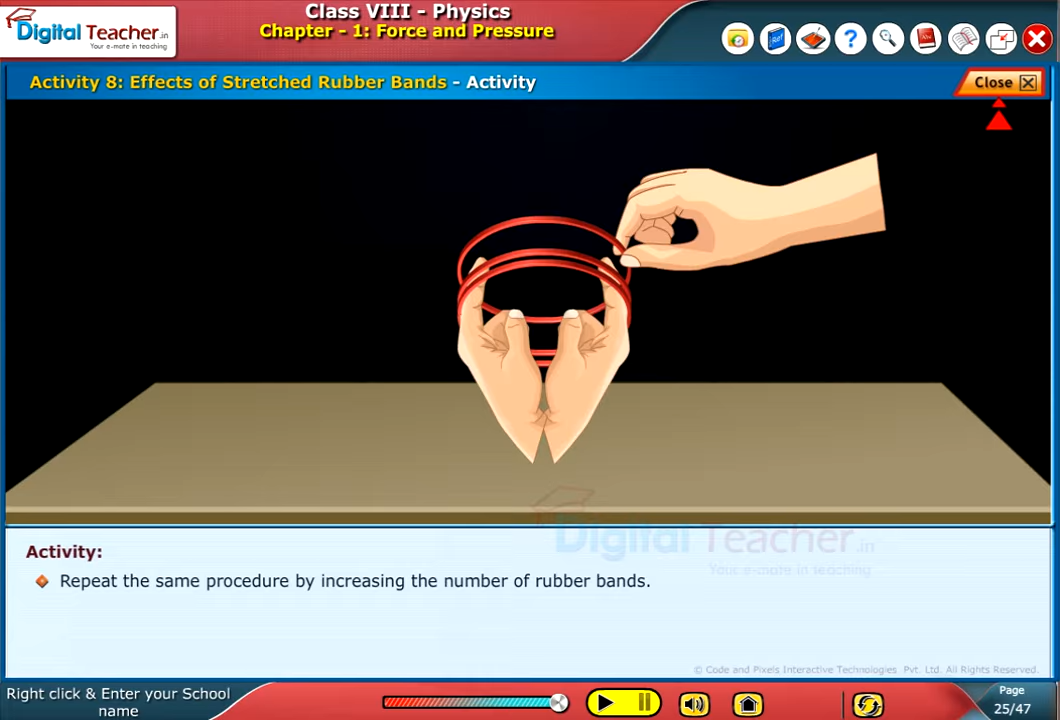 Digital Teacher.in
Your e-mate in teaching
Class VIII - Physics
Chapter - 1: Force and Pressure
Activity 8: Effects of Stretched Rubber Bands - Activity
Close
Digital Teacher.in
Your e-mate in teaching
Activity:
Repeat the same procedure by increasing the number of rubber bands.
© Code and Pixels Interactive Technologies Pvt. Ltd. All Rights Reserved.
Right click & Enter your School
name
Page
25/47